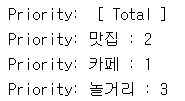 Priority:  [ Total ]
Priority: 맛집 : 2
Priority: 카페 : 1
Priority: 놀거리 : 3